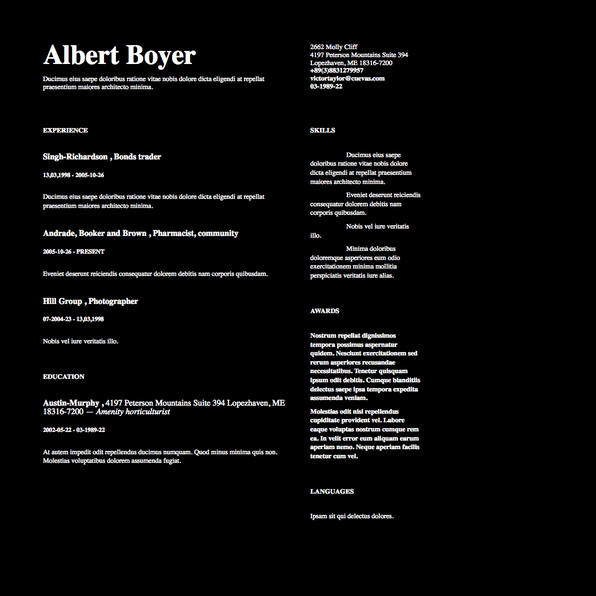 Albert Boyer
Ducimus eius saepe doloribus ratione vitae nobis dolore dicta eligendi at repellat
praesentium maiores architecto minima.
2662 Molly Cliff
4197 Peterson Mountains Suite 394
Lopezhaven, ME 18316-7200
+89(3)8831279957
victortaylor@cuevas.com
03-1989-22
EXPERIENCE
Singh-Richardson , Bonds trader
13,03,1998 - 2005-10-26
Ducimus eius saepe doloribus ratione vitae nobis dolore dicta eligendi at repellat
praesentium maiores architecto minima.
Andrade, Booker and Brown , Pharmacist, community
2005-10-26 - PRESENT
Eveniet deserunt reiciendis consequatur dolorem debitis nam corporis quibusdam.
Hill Group , Photographer
07-2004-23 - 13,03,1998
Nobis vel iure veritatis illo.
EDUCATION
Austin-Murphy , 4197 Peterson Mountains Suite 394 Lopezhaven, ME
18316-7200 — Amenity horticulturist
2002-05-22 - 03-1989-22
At autem impedit odit repellendus ducimus numquam. Quod minus minima quis non.
Molestias voluptatibus dolorem assumenda fugiat.
SKILLS
Ducimus eius saepe
doloribus ratione vitae nobis dolore
dicta eligendi at repellat praesentium
maiores architecto minima.
Eveniet deserunt reiciendis
consequatur dolorem debitis nam
corporis quibusdam.
Nobis vel iure veritatis
illo.
Minima doloribus
doloremque asperiores eum odio
exercitationem minima mollitia
perspiciatis veritatis iure alias.
AWARDS
Nostrum repellat dignissimos
tempora possimus aspernatur
quidem. Nesciunt exercitationem sed
rerum asperiores recusandae
necessitatibus. Tenetur quisquam
ipsum odit debitis. Cumque blanditiis
delectus saepe ipsa tempora expedita
assumenda veniam.
Molestias odit nisi repellendus
cupiditate provident vel. Labore
eaque voluptas nostrum cumque rem
ea. In velit error eum aliquam earum
aperiam nemo. Neque aperiam facilis
tenetur cum vel.
LANGUAGES
Ipsam sit qui delectus dolores.